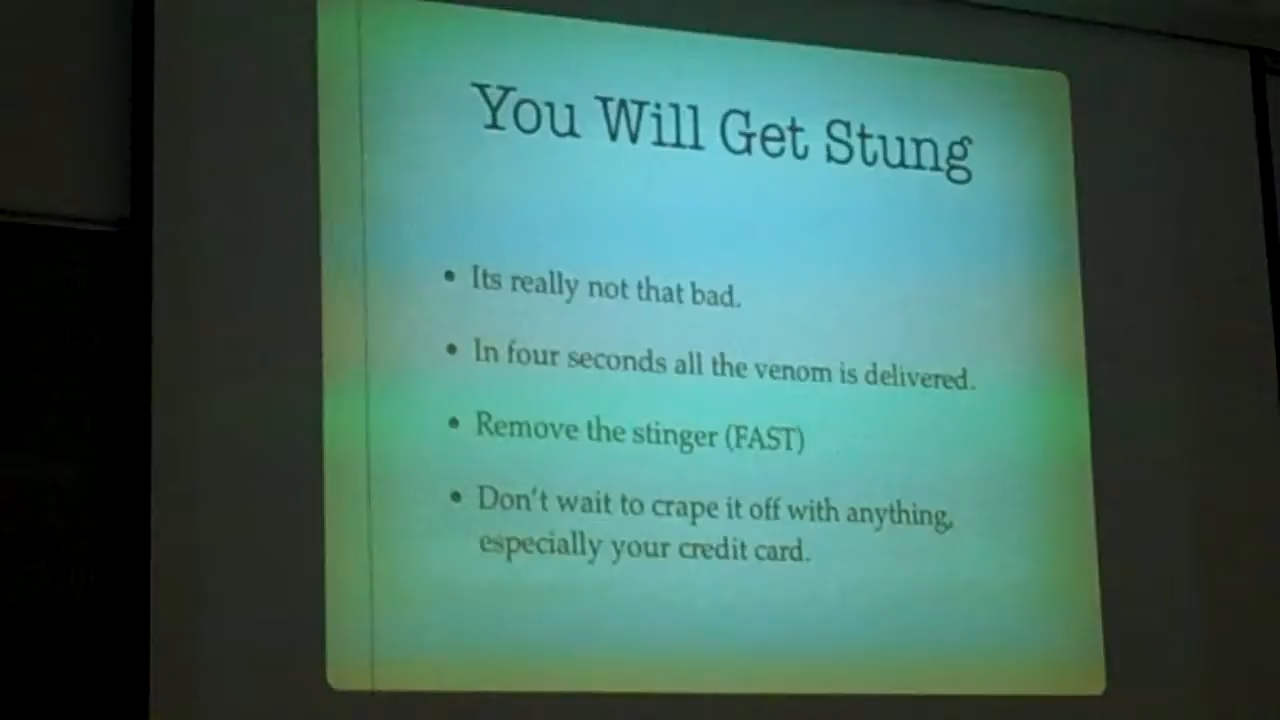 You Will Get Stung
• Its really not that bad.
• In four seconds all the venom is delivered.
• Remove the stinger (FAST)
• Don't wait to crape it off with anything,
especially your credit card.